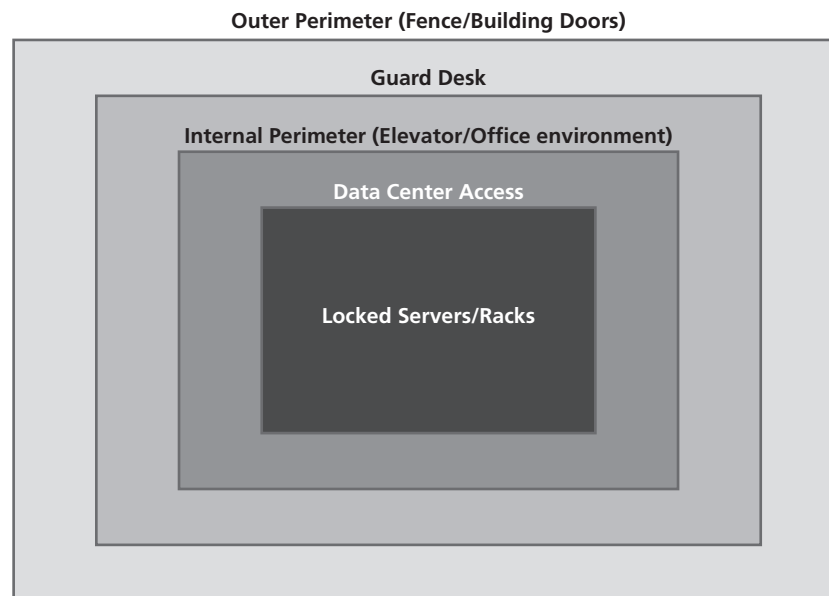 Outer Perimeter (Fence/Building Doors)
Guard Desk
Internal Perimeter (Elevator/Office environment)
Data Center Access
Locked Servers/Racks